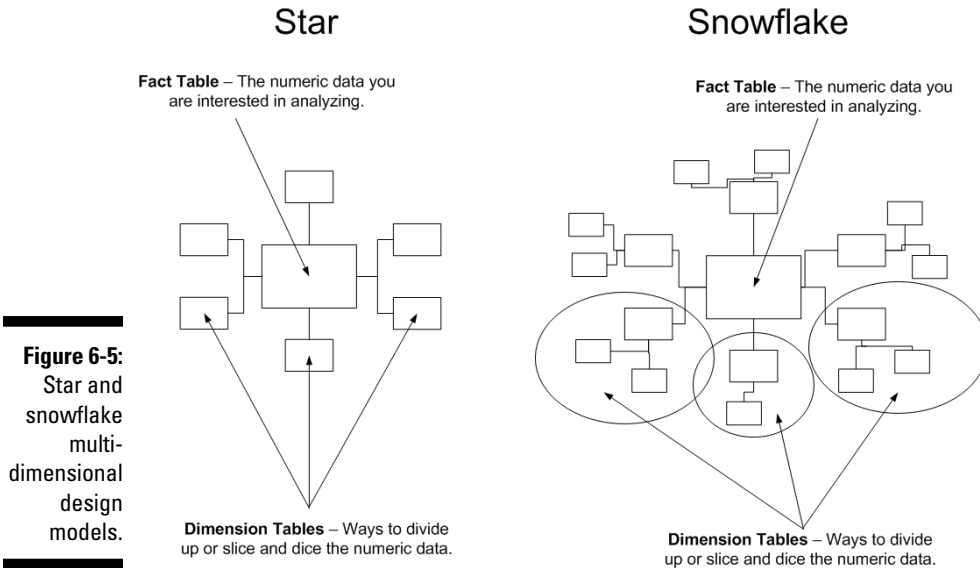 Star
Snowflake
Fact Table – The numeric data you
are interested in analyzing.
Fact Table – The numeric data you
are interested in analyzing.
Figure 6-5:
Star and
snowflake
multi-
dimensional
design
models.
Dimension Tables – Ways to divide
up or slice and dice the numeric data.
Dimension Tables – Ways to divide
up or slice and dice the numeric data.